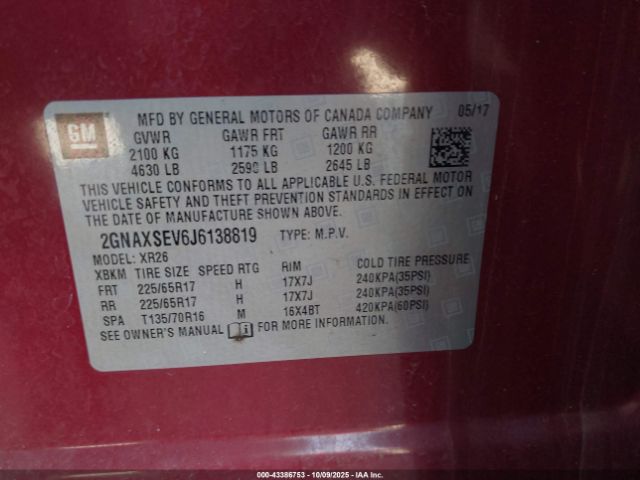 GM
MFD BY GENERAL MOTORS OF CANADA COMPANY 05/17
GVWR GAWR FRT GAWR RR
2100 KG 1175 KG 1200 KG
4630 LB 2590 LB 2645 LB
THIS VEHICLE CONFORMS TO ALL APPLICABLE U.S. FEDERAL MOTOR
VEHICLE SAFETY AND THEFT PREVENTION STANDARDS IN EFFECT ON
THE DATE OF MANUFACTURE SHOWN ABOVE.
2GNAXSEV6J6138819 TYPE: M.P.V.
MODEL: XR26
XBKM TIRE SIZE SPEED RTG RIM COLD TIRE PRESSURE
FRT 225/65R17 H 17X7J 240KPA(35PSI)
RR 225/65R17 H 17X7J 240KPA(35PSI)
SPA T135/70R16 M 16X4BT 420KPA(60PSI)
SEE OWNER'S MANUAL FOR MORE INFORMATION.
000-43386753 - 10/09/2025 - IAA Inc.